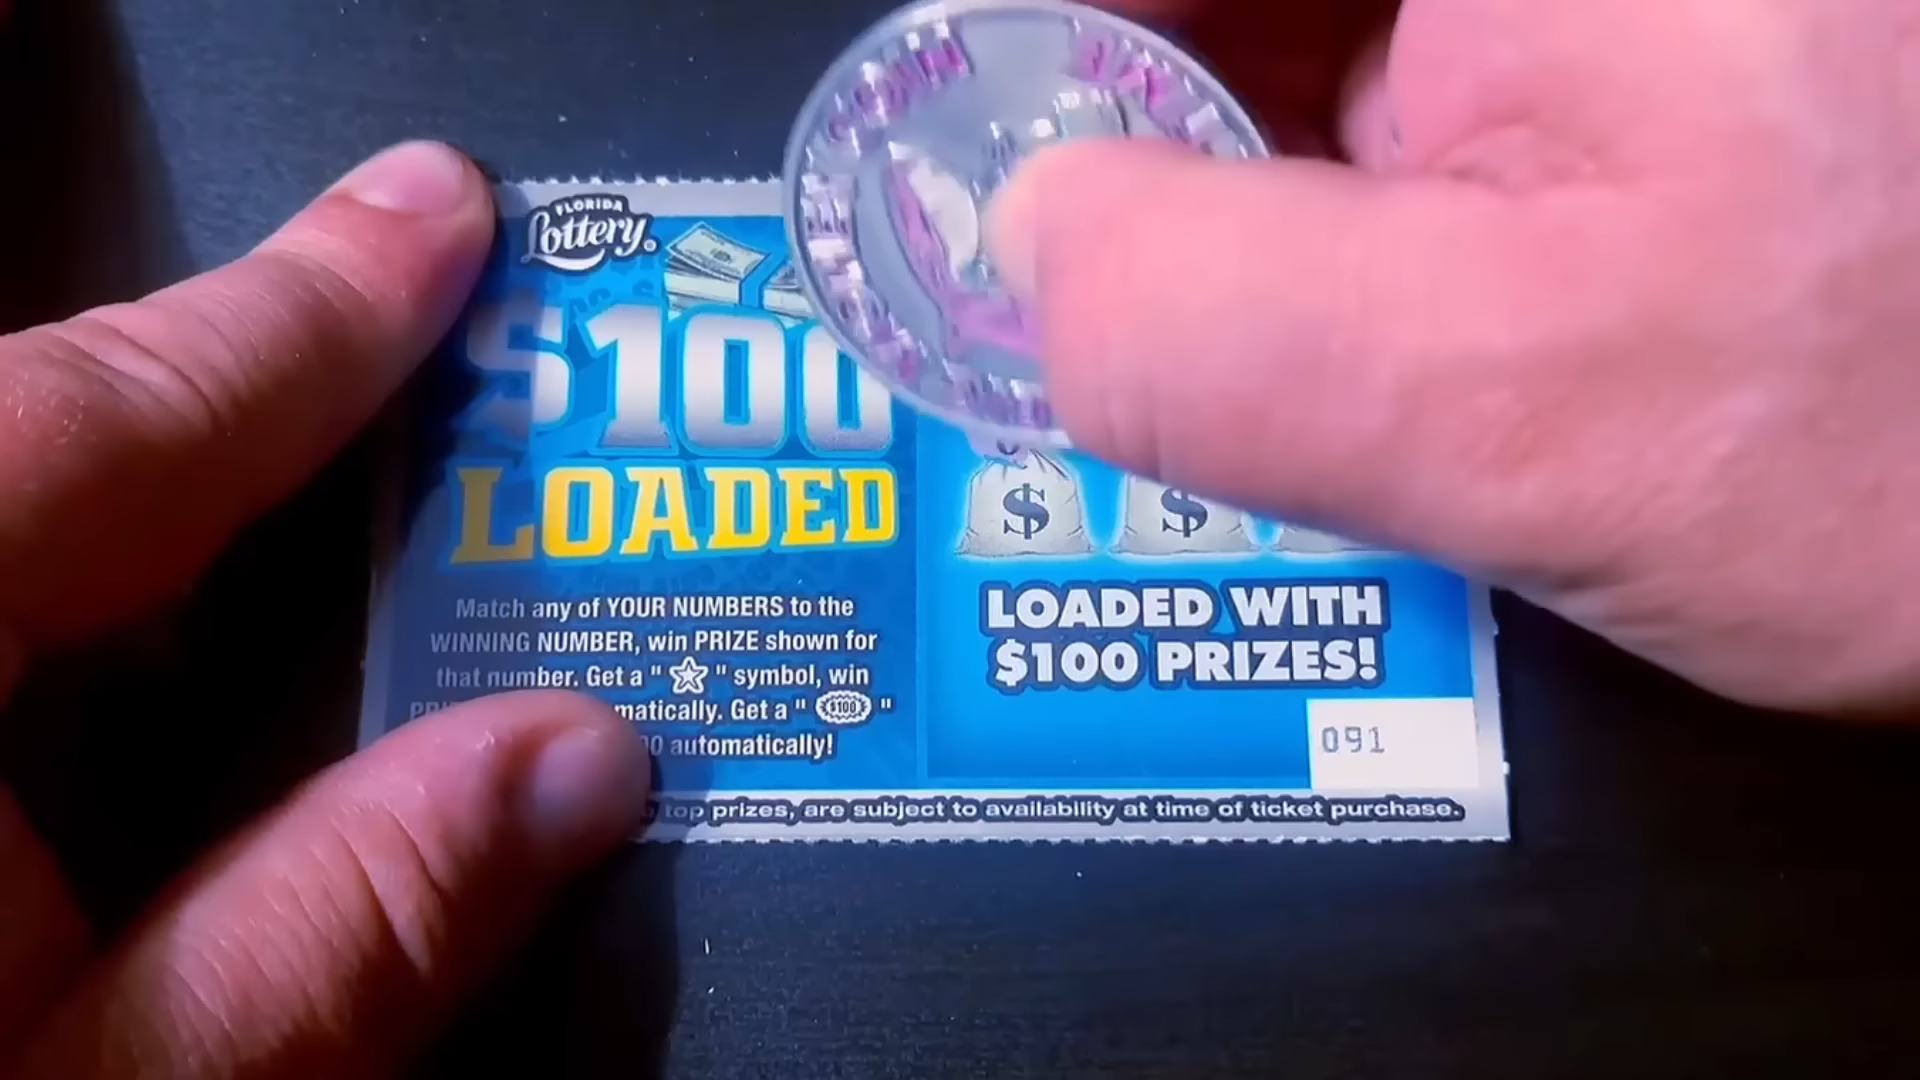 FLORIDA
Lottery
$100
LOADED
Match any of YOUR NUMBERS to the
WINNING NUMBER, win PRIZE shown for
that number. Get a " " symbol, win
matically. Get a " $100 "
automatically!
$ $
LOADED WITH
$100 PRIZES!
091
top prizes, are subject to availability at time of ticket purchase.